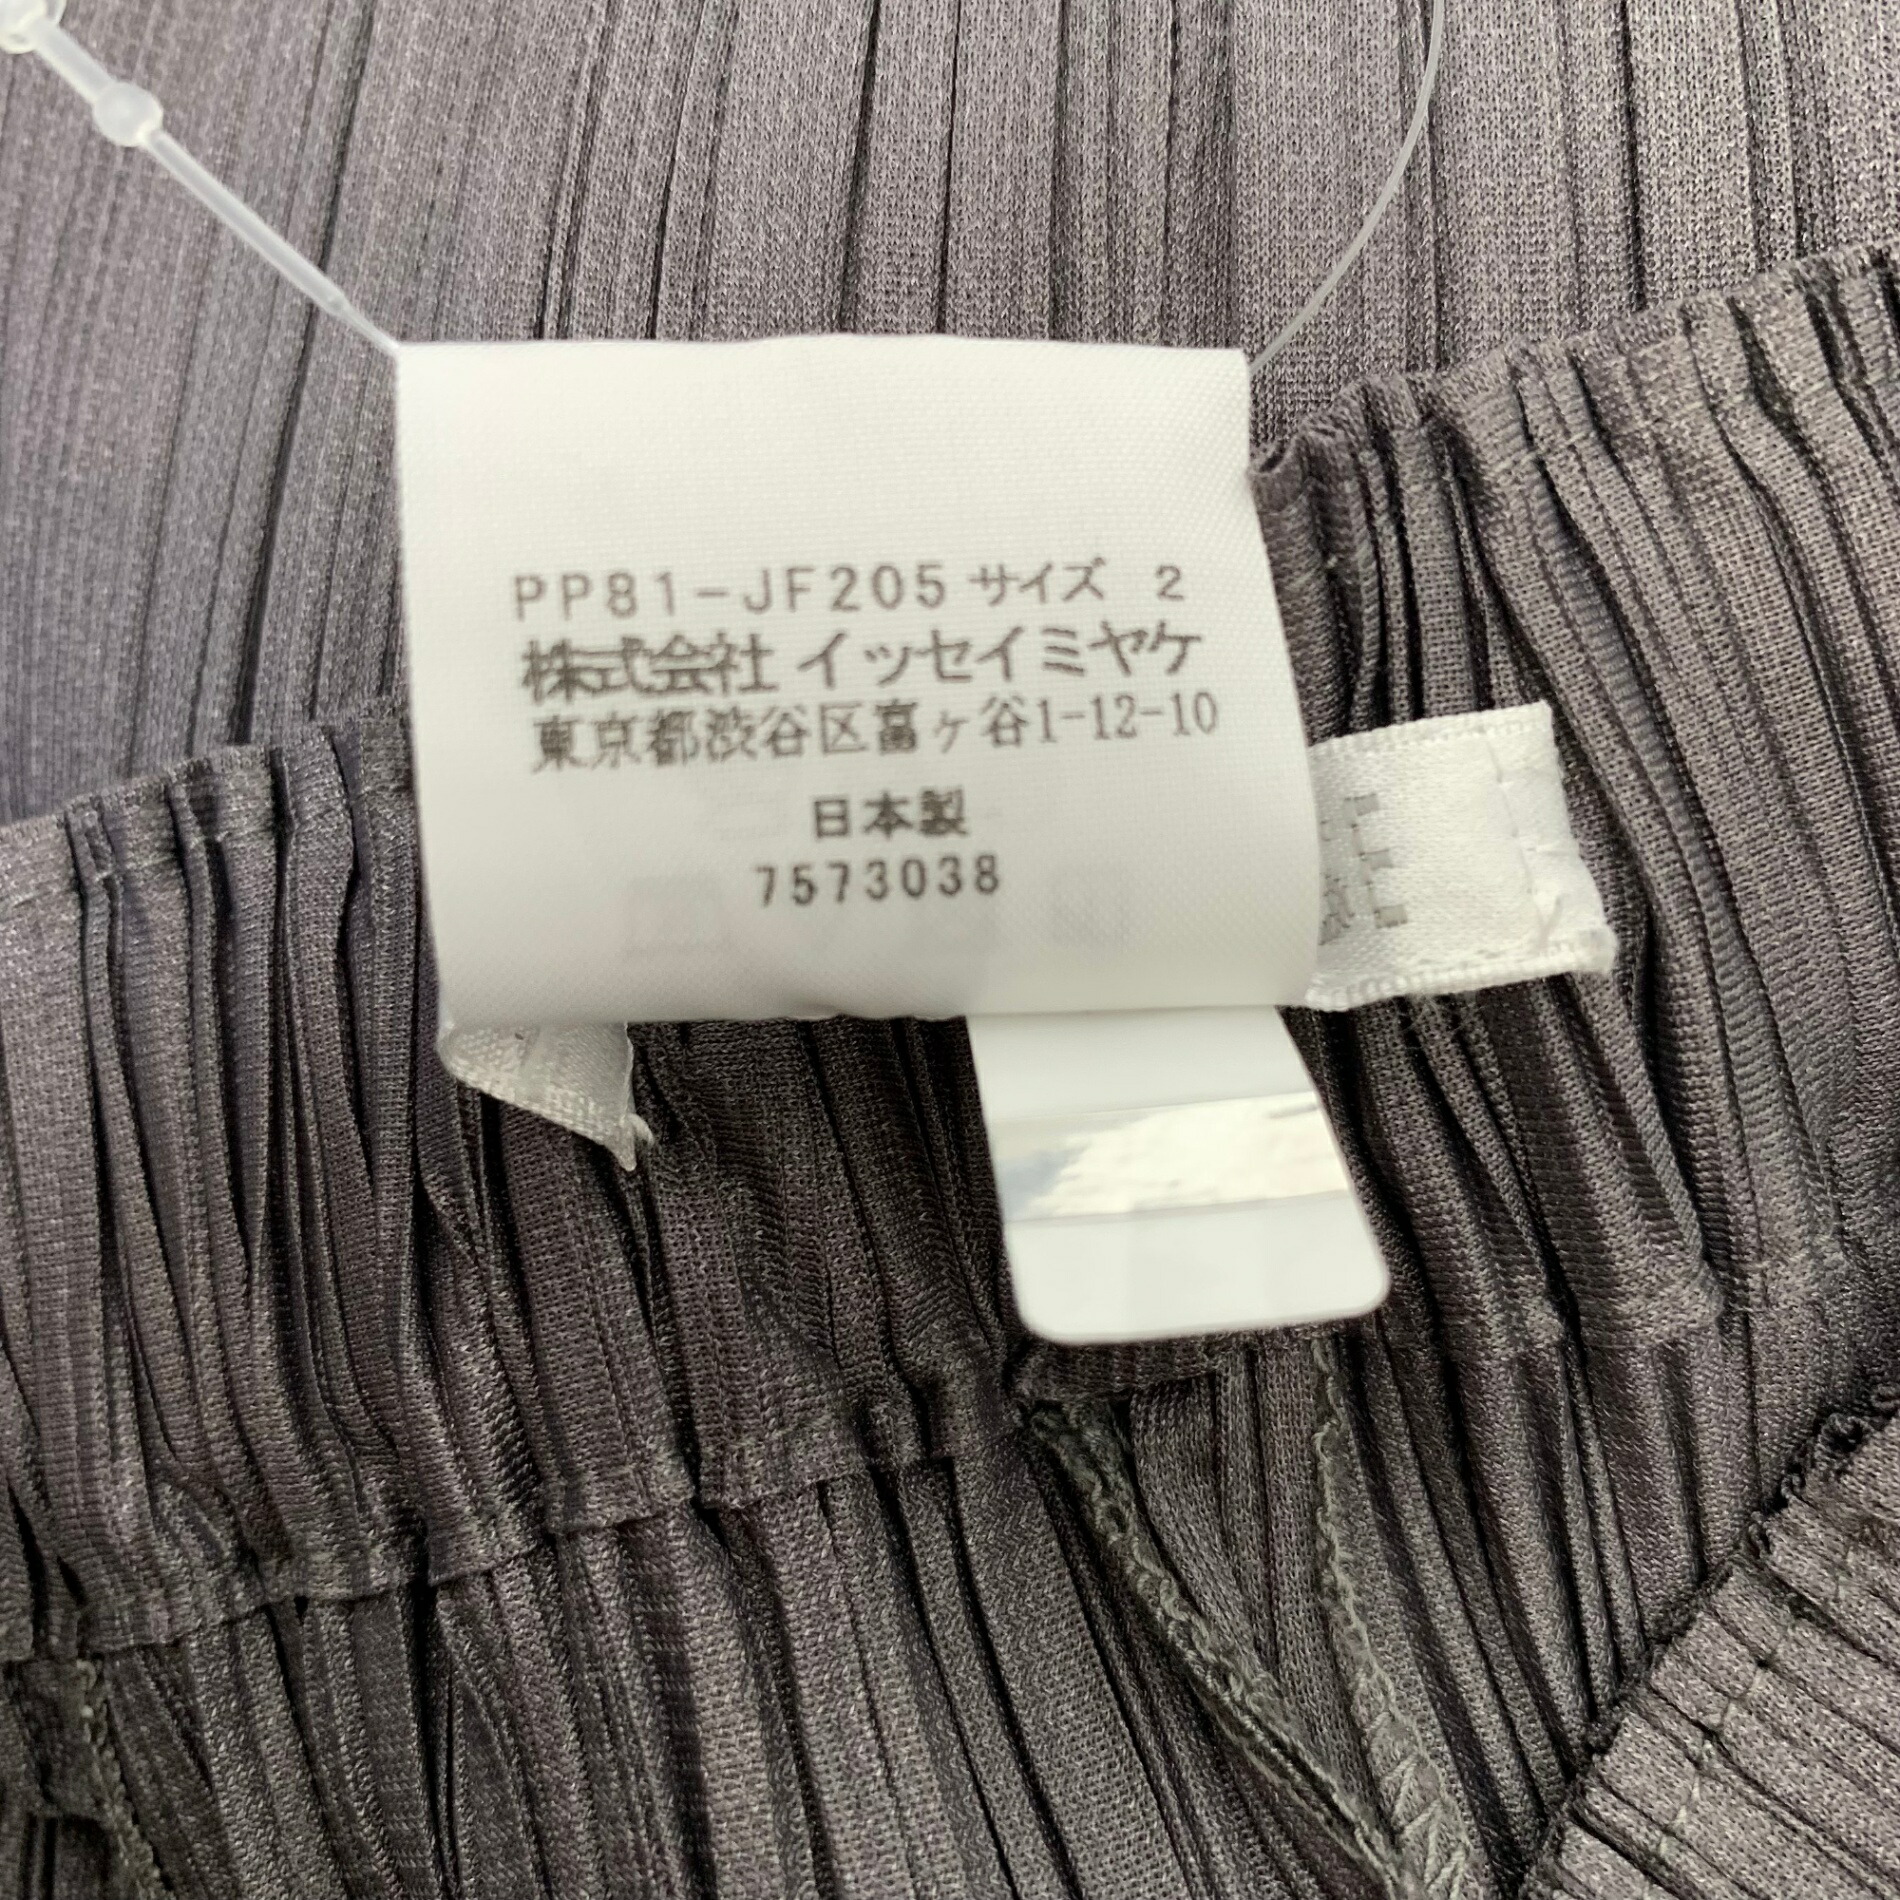 PP81-JF205 サイズ 2
株式会社 イッセイミヤケ
東京都渋谷区富ヶ谷1-12-10
日本製
7573038